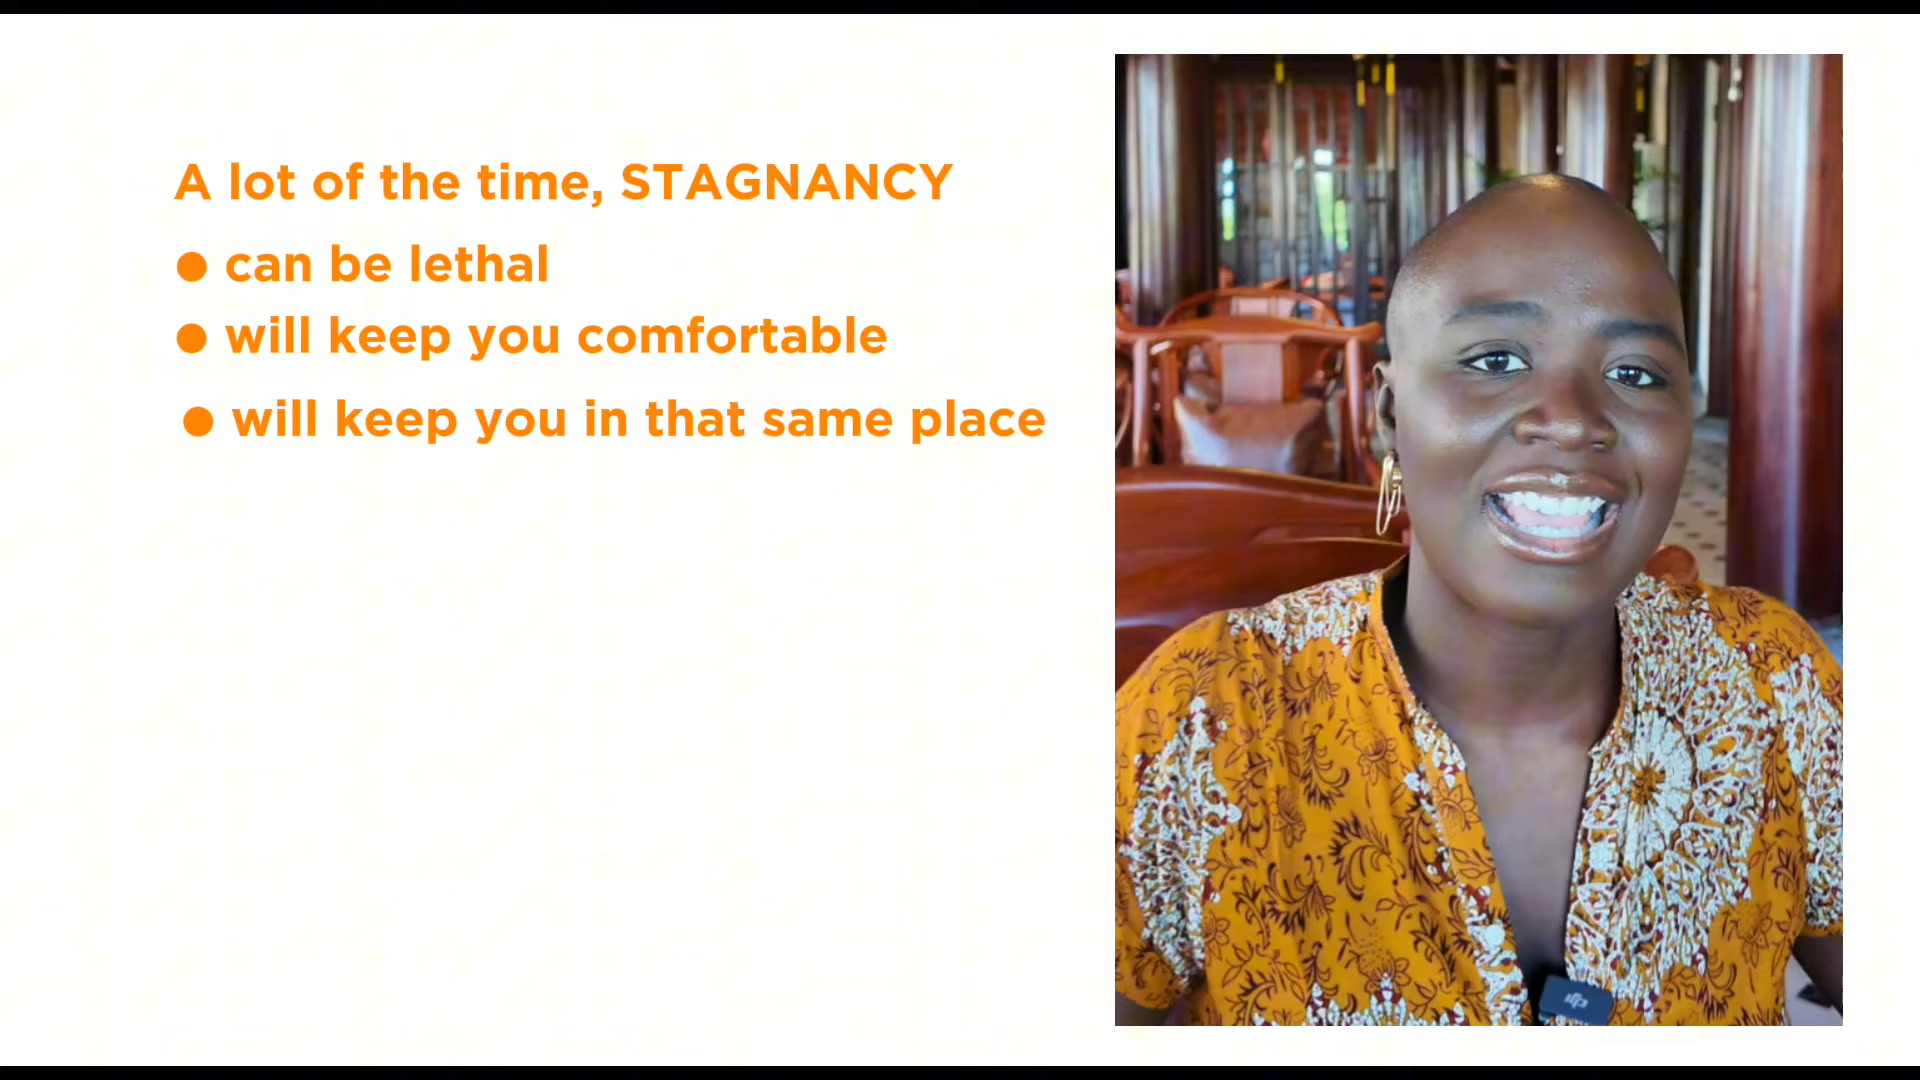 A lot of the time, STAGNANCY
● can be lethal
● will keep you comfortable
● will keep you in that same place
dji